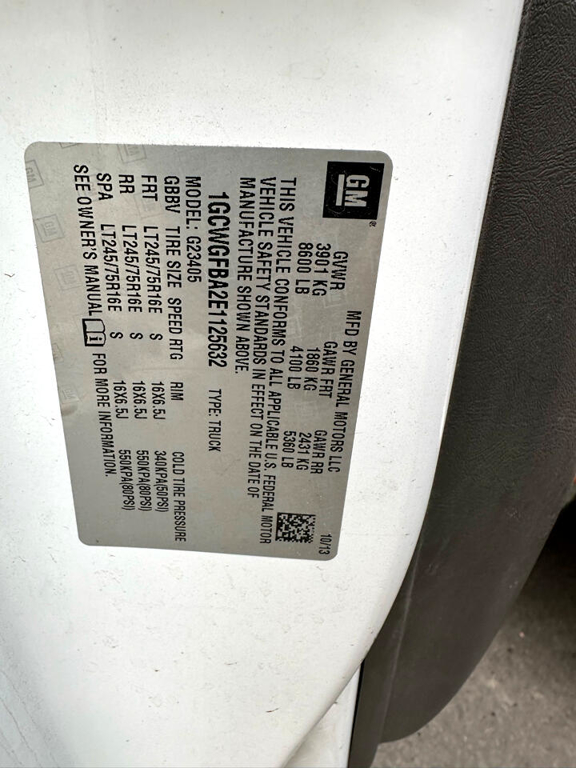 GM®
MFD BY GENERAL MOTORS LLC 10/13
GVWR GAWR FRT GAWR RR
3901 KG 1860 KG 2431 KG
8600 LB 4100 LB 5360 LB
THIS VEHICLE CONFORMS TO ALL APPLICABLE U.S. FEDERAL MOTOR
VEHICLE SAFETY STANDARDS IN EFFECT ON THE DATE OF
MANUFACTURE SHOWN ABOVE.
1GCWGFBA2E1125632 TYPE: TRUCK
MODEL: G23405
GBBV TIRE SIZE SPEED RTG RIM COLD TIRE PRESSURE
FRT LT245/75R16E S 16X6.5J 340KPA(50PSI)
RR LT245/75R16E S 16X6.5J 550KPA(80PSI)
SPA LT245/75R16E S 16X6.5J 550KPA(80PSI)
SEE OWNER'S MANUAL FOR MORE INFORMATION.